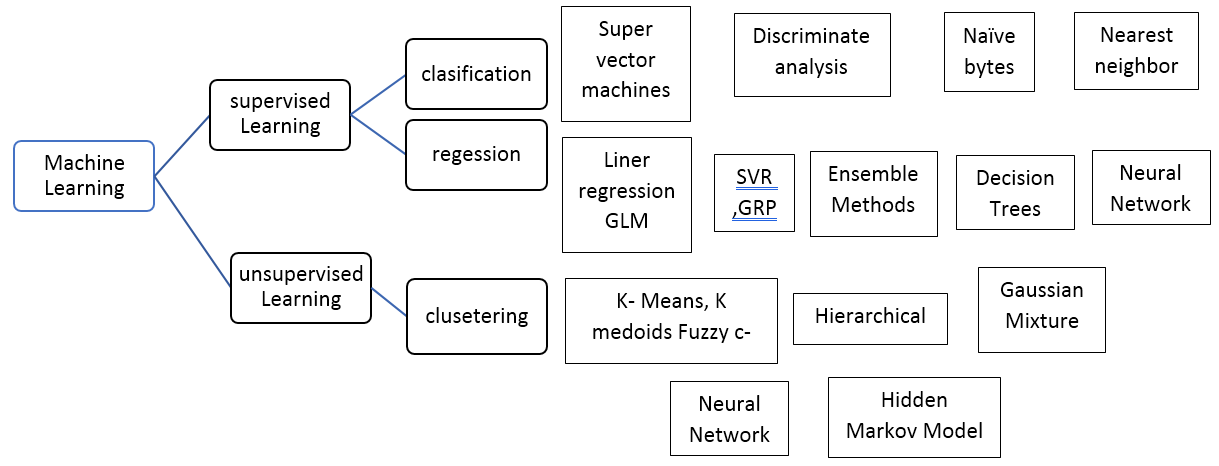 Machine
Learning
supervised
Learning
unsupervised
Learning
clasification
regession
clusetering
Super
vector
machines
Discriminate
analysis
Naïve
bytes
Nearest
neighbor
Liner
regression
GLM
SVR
,GRP
Ensemble
Methods
Decision
Trees
Neural
Network
K- Means, K
medoids Fuzzy c-
Hierarchical
Gaussian
Mixture
Neural
Network
Hidden
Markov Model